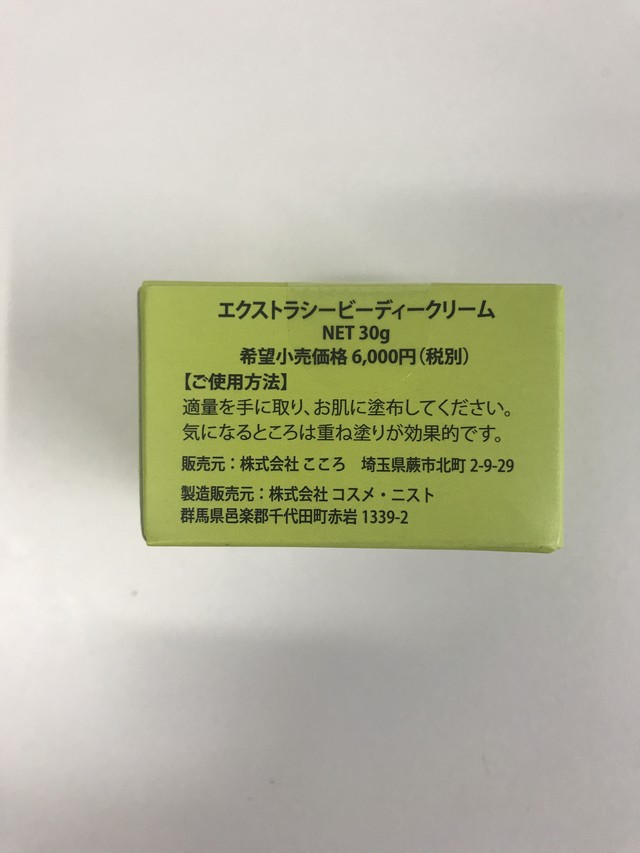 エクストラシービーディークリーム
NET 30g
希望小売価格 6,000円（税別）
【ご使用方法】
適量を手に取り、お肌に塗布してください。
気になるところは重ね塗りが効果的です。
販売元：株式会社 こころ　埼玉県蕨市北町 2-9-29
製造販売元：株式会社 コスメ・ニスト
群馬県邑楽郡千代田町赤岩 1339-2